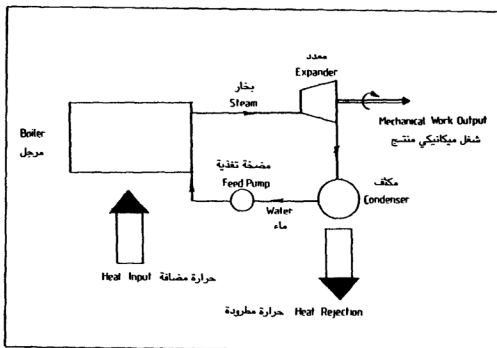 ممدد
Expander
بخار
Steam
Mechanical Work Output
شغل ميكانيكي منتج
Boiler
مرجل
مضخة تغذية
Feed Pump
مكثف
Condenser
Water
ماء
Heat Input حرارة مضافة
حرارة مطرودة Heat Rejection